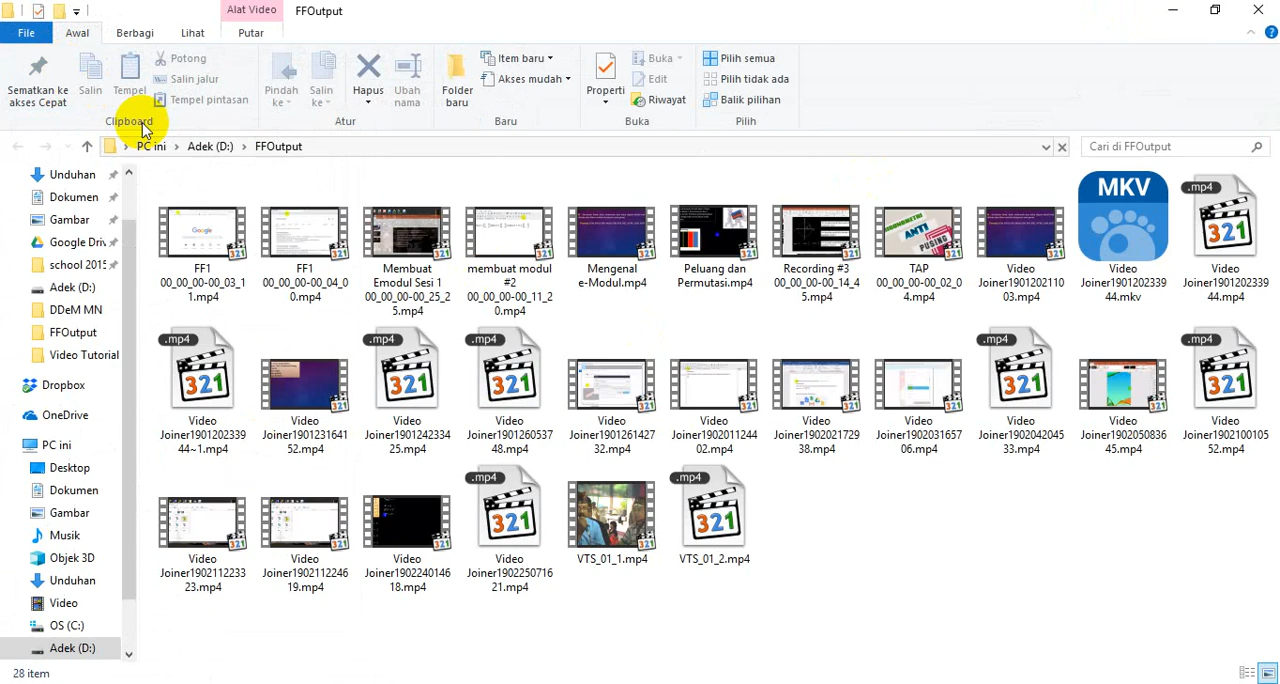 Alat Video
FFOutput
File
Awal
Berbagi
Lihat
Putar
Sematkan ke
akses Cepat
Salin
Tempel
Potong
Salin jalur
Tempel pintasan
Clipboard
Pindah
ke
Salin
ke
Hapus
Ubah
nama
Atur
Folder
baru
Item baru
Akses mudah
Baru
Properti
Buka
Edit
Riwayat
Buka
Pilih semua
Pilih tidak ada
Balik pilihan
Pilih
PC ini
Adek (D:)
FFOutput
Cari di FFOutput
Unduhan
Dokumen
Gambar
Google Driv
school 2015
Adek (D:)
DDeM MN
FFOutput
Video Tutorial
Dropbox
OneDrive
PC ini
Desktop
Dokumen
Gambar
Musik
Objek 3D
Unduhan
Video
OS (C:)
Adek (D:)
FF1
00_00_00-00_03_1
1.mp4
FF1
00_00_00-00_04_0
0.mp4
Membuat
Emodul Sesi 1
00_00_00-00_25_2
5.mp4
membuat modul
#2
00_00_00-00_11_2
0.mp4
Mengenal
e-Modul.mp4
Peluang dan
Permutasi.mp4
Recording #3
00_00_00-00_14_4
5.mp4
TAP
00_00_00-00_02_0
4.mp4
Video
Joiner1901202110
03.mp4
MKV
Video
Joiner1901202339
44.mkv
.mp4
321
Video
Joiner1901202339
44.mp4
.mp4
321
Video
Joiner1901202339
44~1.mp4
Video
Joiner1901231641
52.mp4
.mp4
321
Video
Joiner1901242334
25.mp4
.mp4
321
Video
Joiner1901260537
48.mp4
Video
Joiner1901261427
32.mp4
Video
Joiner1902011244
02.mp4
Video
Joiner1902021729
38.mp4
Video
Joiner1902031657
06.mp4
.mp4
321
Video
Joiner1902042045
33.mp4
Video
Joiner1902050836
45.mp4
.mp4
321
Video
Joiner1902100105
52.mp4
Video
Joiner1902112233
23.mp4
Video
Joiner1902112246
19.mp4
Video
Joiner1902240146
18.mp4
.mp4
321
Video
Joiner1902250716
21.mp4
VTS_01_1.mp4
.mp4
321
VTS_01_2.mp4
28 item